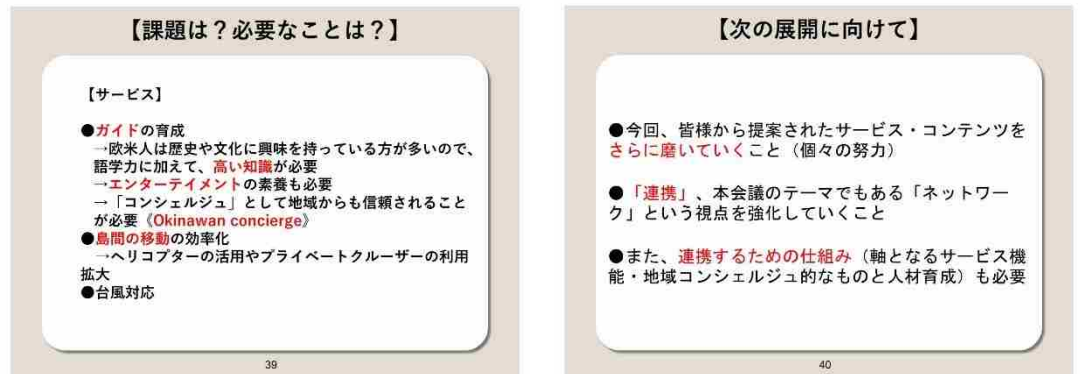 【課題は？必要なことは？】
【サービス】
●ガイドの育成
→欧米人は歴史や文化に興味を持っている方が多いので、
語学力に加えて、高い知識が必要
→エンターテイメントの素養も必要
→「コンシェルジュ」として地域からも信頼されること
が必要《Okinawan concierge》
●島間の移動の効率化
→ヘリコプターの活用やプライベートクルーザーの利用
拡大
●台風対応
39
【次の展開に向けて】
●今回、皆様から提案されたサービス・コンテンツを
さらに磨いていくこと（個々の努力）
●「連携」、本会議のテーマでもある「ネットワー
ク」という視点を強化していくこと
●また、連携するための仕組み（軸となるサービス機
能・地域コンシェルジュ的なものと人材育成）も必要
40